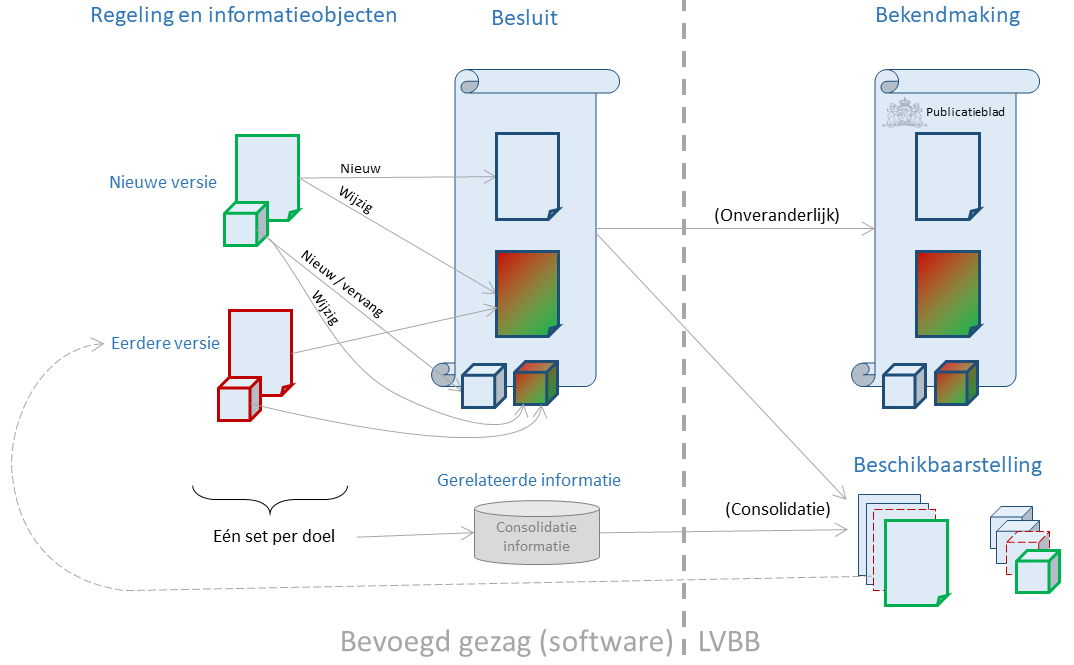 Regeling en informatieobjecten
Besluit
Bekendmaking
Publicatieblad
Nieuwe versie
Nieuw
Wijzig
(Onveranderlijk)
Nieuw / vervang
Wijzig
Eerdere versie
Beschikbaarstelling
Gerelateerde informatie
Eén set per doel
Consolidatie
informatie
(Consolidatie)
Bevoegd gezag (software)
LVBB